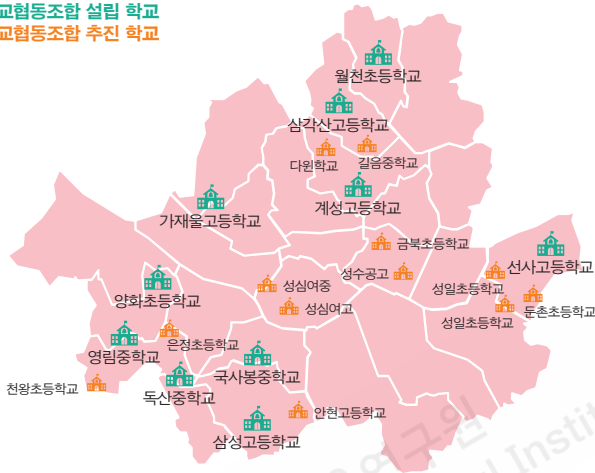 교협동조합 설립 학교
교협동조합 추진 학교
월천초등학교
삼각산고등학교
다원학교
길음중학교
계성고등학교
가재울고등학교
금북초등학교
선사고등학교
성수공고
성심여중
성일초등학교
양화초등학교
성심여고
둔촌초등학교
성일초등학교
은정초등학교
영림중학교
국사봉중학교
천왕초등학교
독산중학교
안현고등학교
삼성고등학교
연구원
Instit